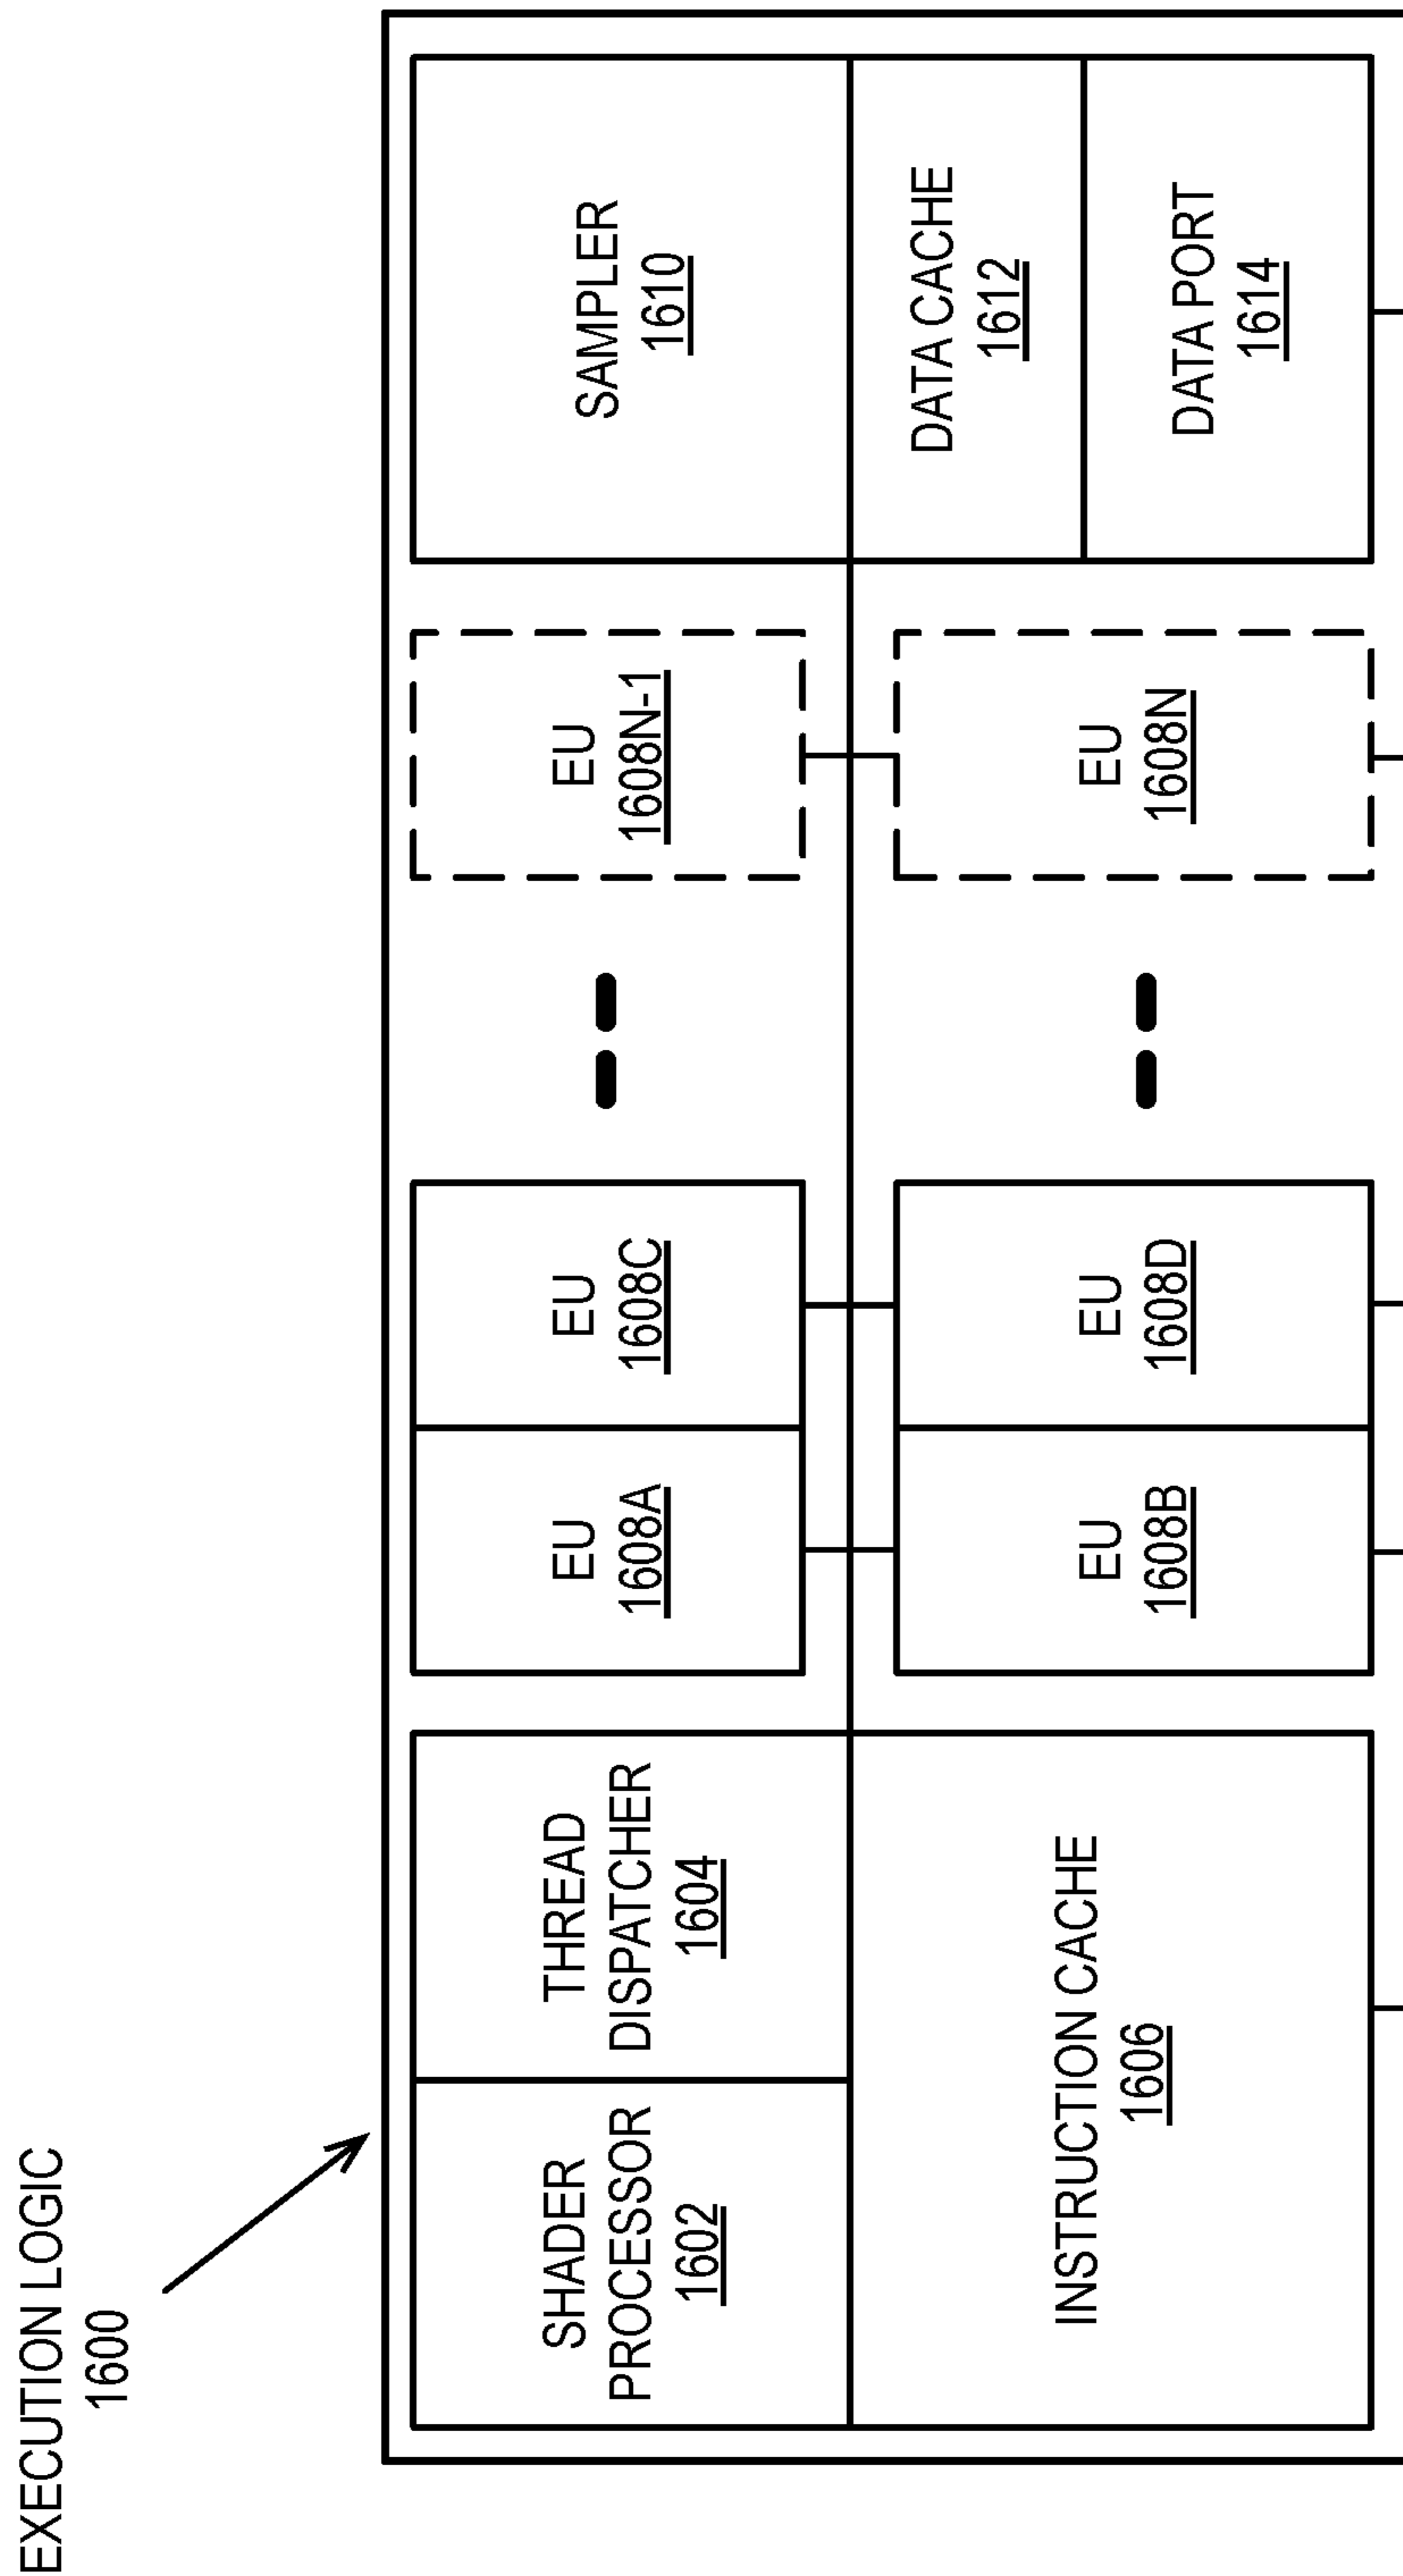 EXECUTION LOGIC
1600
SHADER
PROCESSOR
1602
THREAD
DISPATCHER
1604
INSTRUCTION CACHE
1606
EU
1608A
EU
1608C
EU
1608B
EU
1608D
EU
1608N-1
EU
1608N
SAMPLER
1610
DATA CACHE
1612
DATA PORT
1614